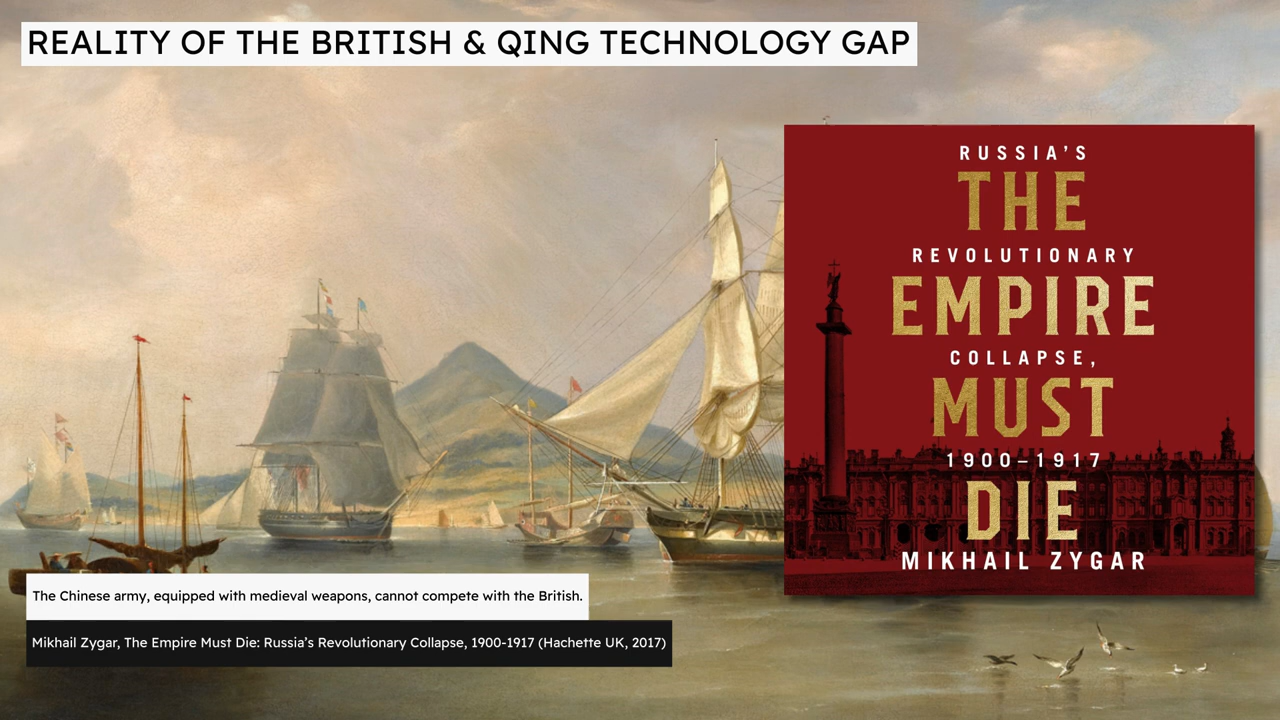 REALITY OF THE BRITISH & QING TECHNOLOGY GAP
RUSSIA'S
THE
REVOLUTIONARY
EMPIRE
COLLAPSE,
MUST
1900–1917
DIE
MIKHAIL ZYGAR
The Chinese army, equipped with medieval weapons, cannot compete with the British.
Mikhail Zygar, The Empire Must Die: Russia’s Revolutionary Collapse, 1900-1917 (Hachette UK, 2017)